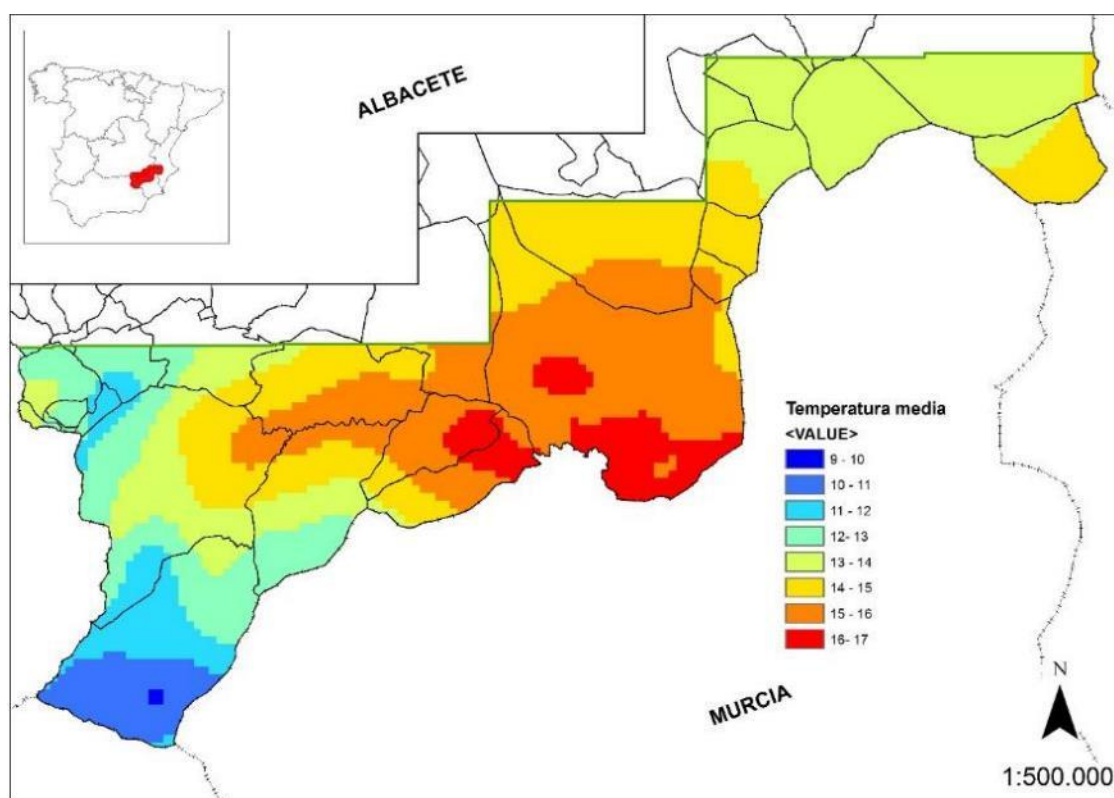 ALBACETE
Temperatura media
<VALUE>
9 - 10
10 - 11
11 - 12
12- 13
13 - 14
14 - 15
15 - 16
16- 17
MURCIA
N
1:500.000